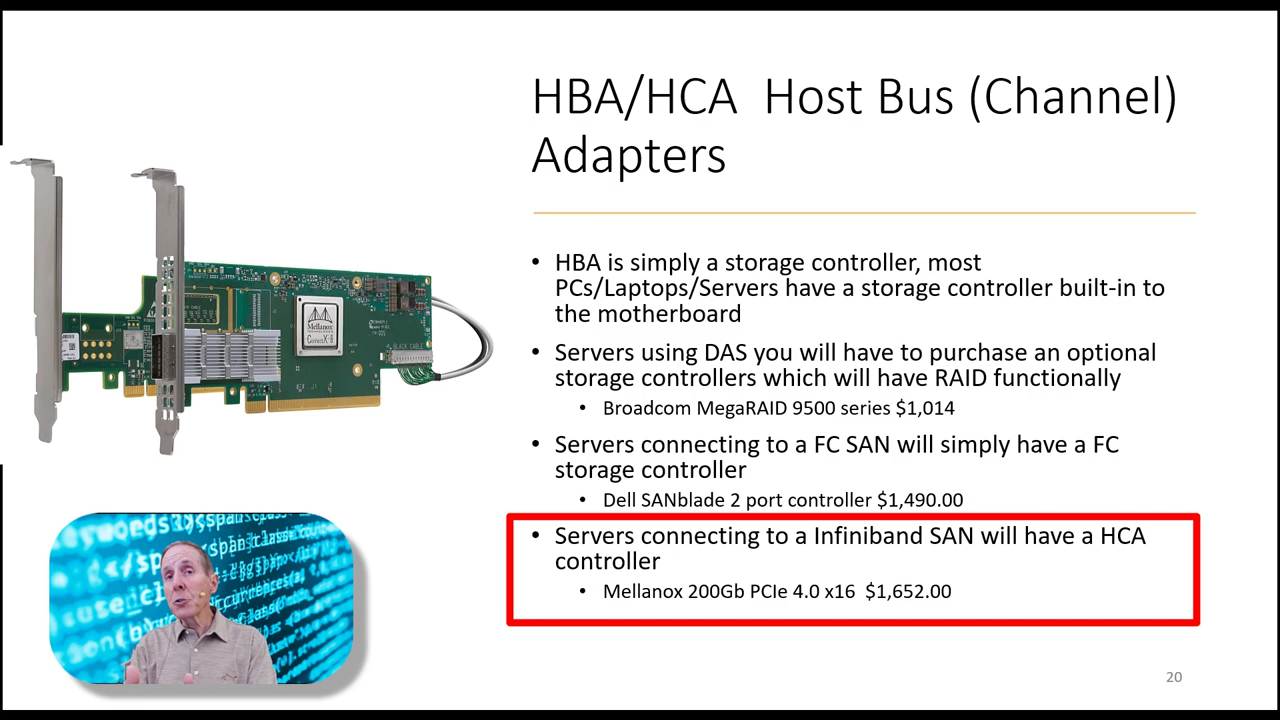 HBA/HCA  Host Bus (Channel)
Adapters
• HBA is simply a storage controller, most
PCs/Laptops/Servers have a storage controller built-in to
the motherboard
• Servers using DAS you will have to purchase an optional
storage controllers which will have RAID functionally
• Broadcom MegaRAID 9500 series $1,014
• Servers connecting to a FC SAN will simply have a FC
storage controller
• Dell SANblade 2 port controller $1,490.00
• Servers connecting to a Infiniband SAN will have a HCA
controller
• Mellanox 200Gb PCIe 4.0 x16  $1,652.00
Mellanox
BLACK CABLE
20